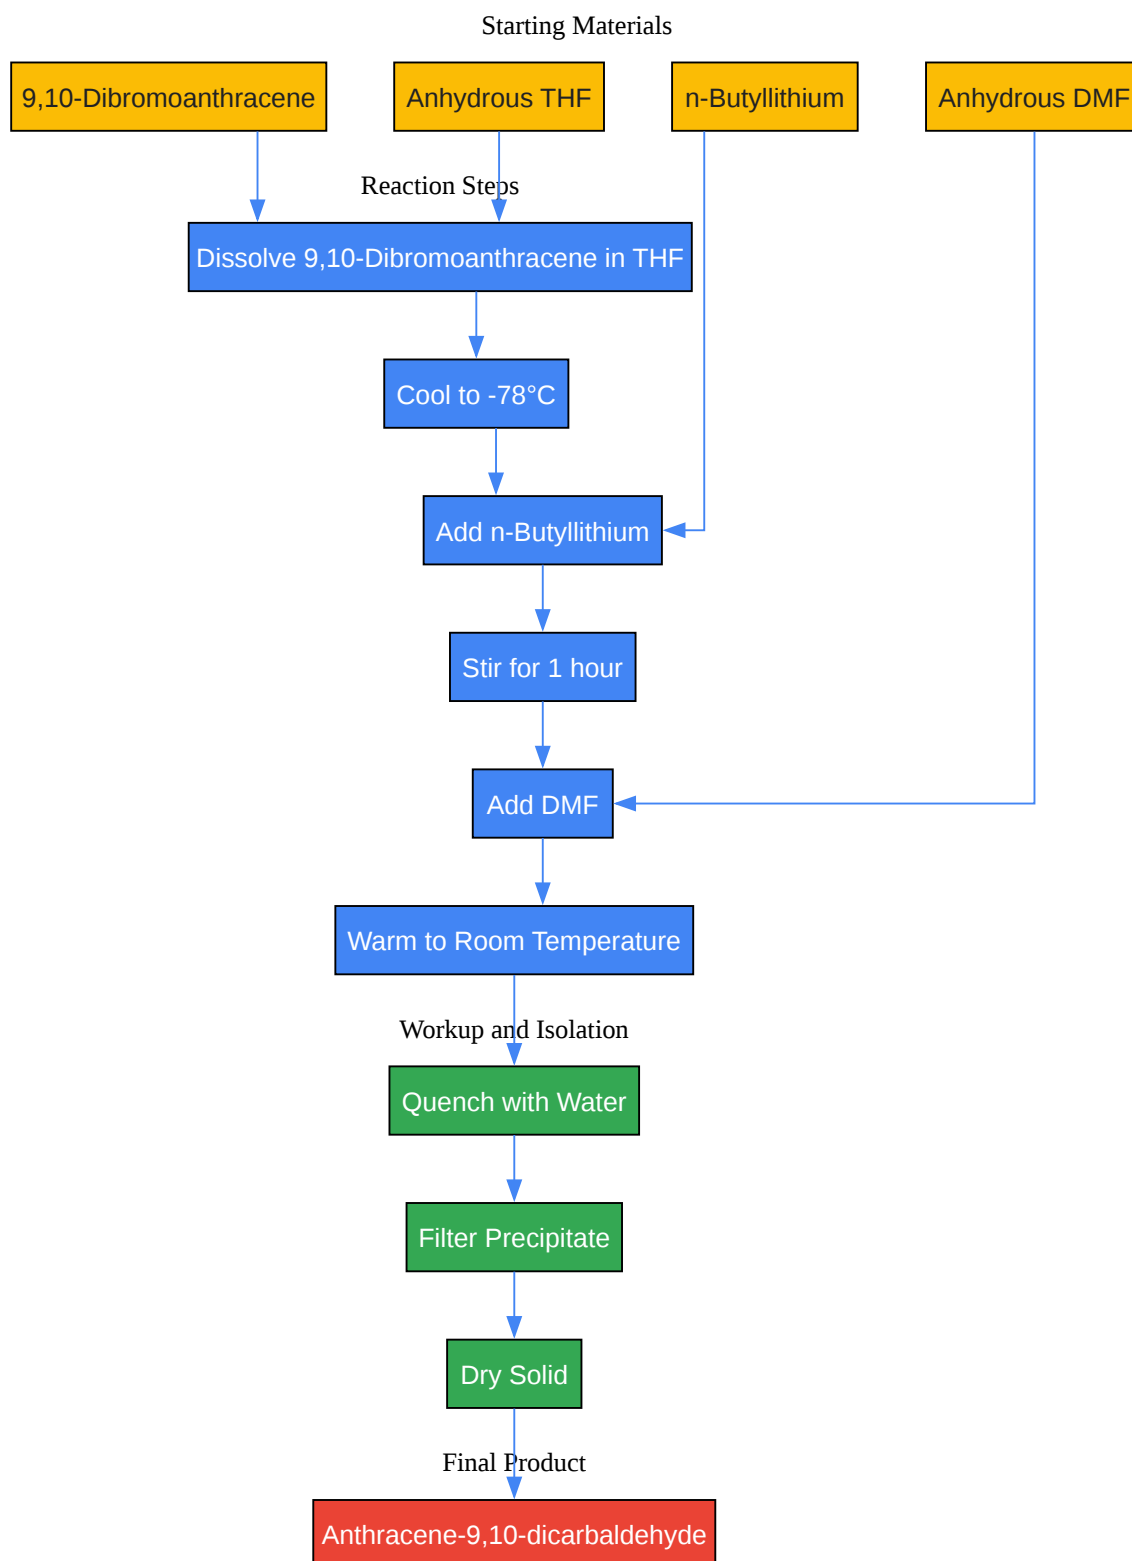 Starting Materials
9,10-Dibromoanthracene
Anhydrous THF
n-Butyllithium
Anhydrous DMF
Reaction Steps
Dissolve 9,10-Dibromoanthracene in THF
Cool to -78°C
Add n-Butyllithium
Stir for 1 hour
Add DMF
Warm to Room Temperature
Workup and Isolation
Quench with Water
Filter Precipitate
Dry Solid
Final Product
Anthracene-9,10-dicarbaldehyde